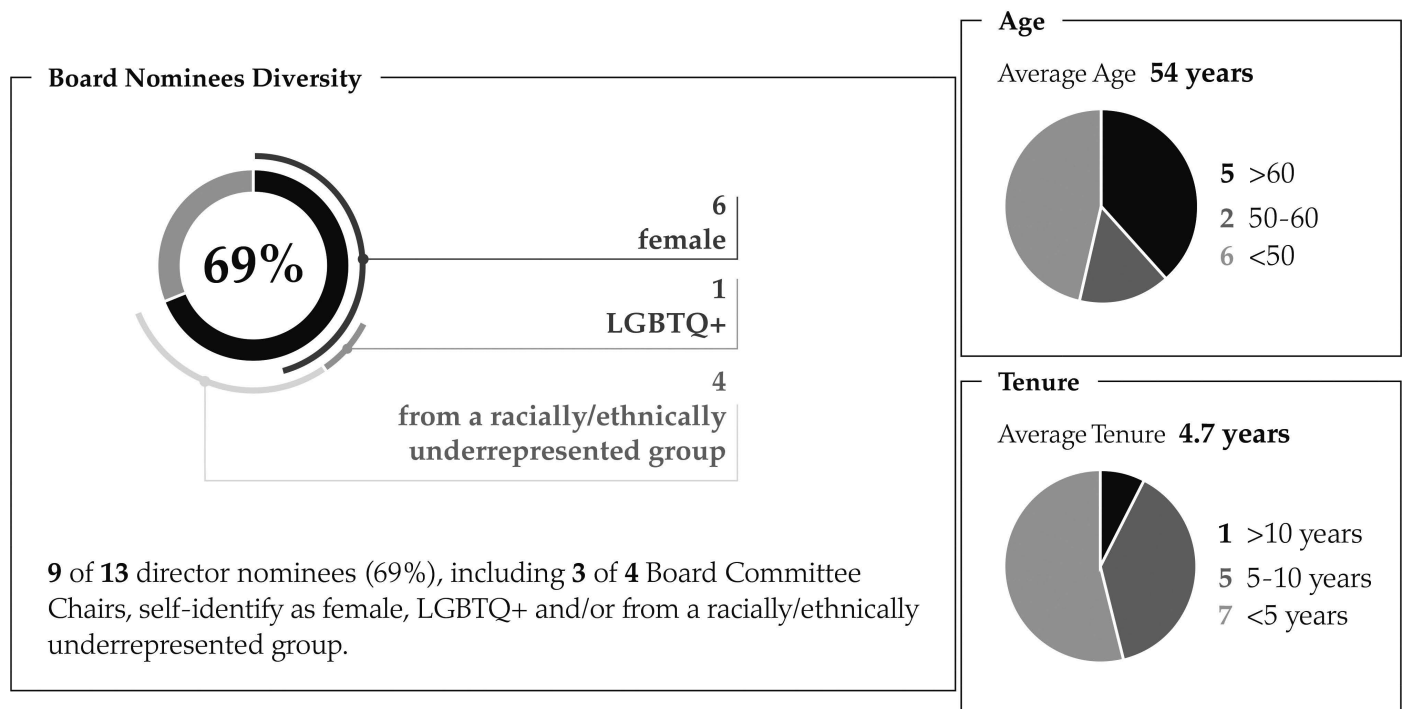 Board Nominees Diversity
69%
6
female
1
LGBTQ+
4
from a racially/ethnically
underrepresented group
9 of 13 director nominees (69%), including 3 of 4 Board Committee
Chairs, self-identify as female, LGBTQ+ and/or from a racially/ethnically
underrepresented group.
Age
Average Age 54 years
5 >60
2 50-60
6 <50
Tenure
Average Tenure 4.7 years
1 >10 years
5 5-10 years
7 <5 years